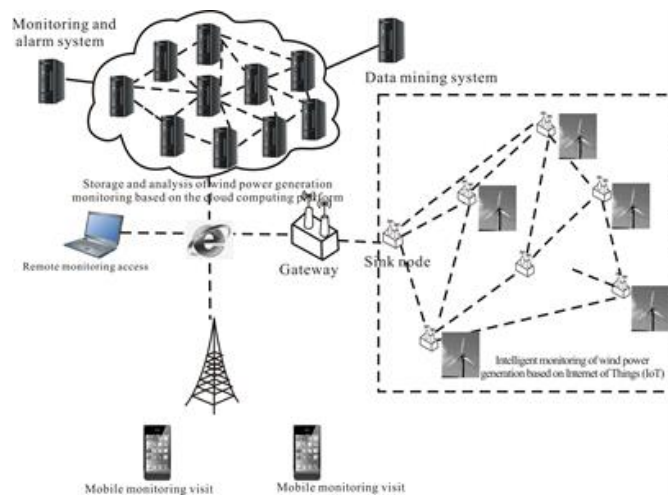 Monitoring and
alarm system
Data mining system
Storage and analysis of wind power generation
monitoring based on the cloud computing platform
Remote monitoring access
Gateway
Sink node
Intelligent monitoring of wind power
generation based on Internet of Things (IoT)
Mobile monitoring visit
Mobile monitoring visit